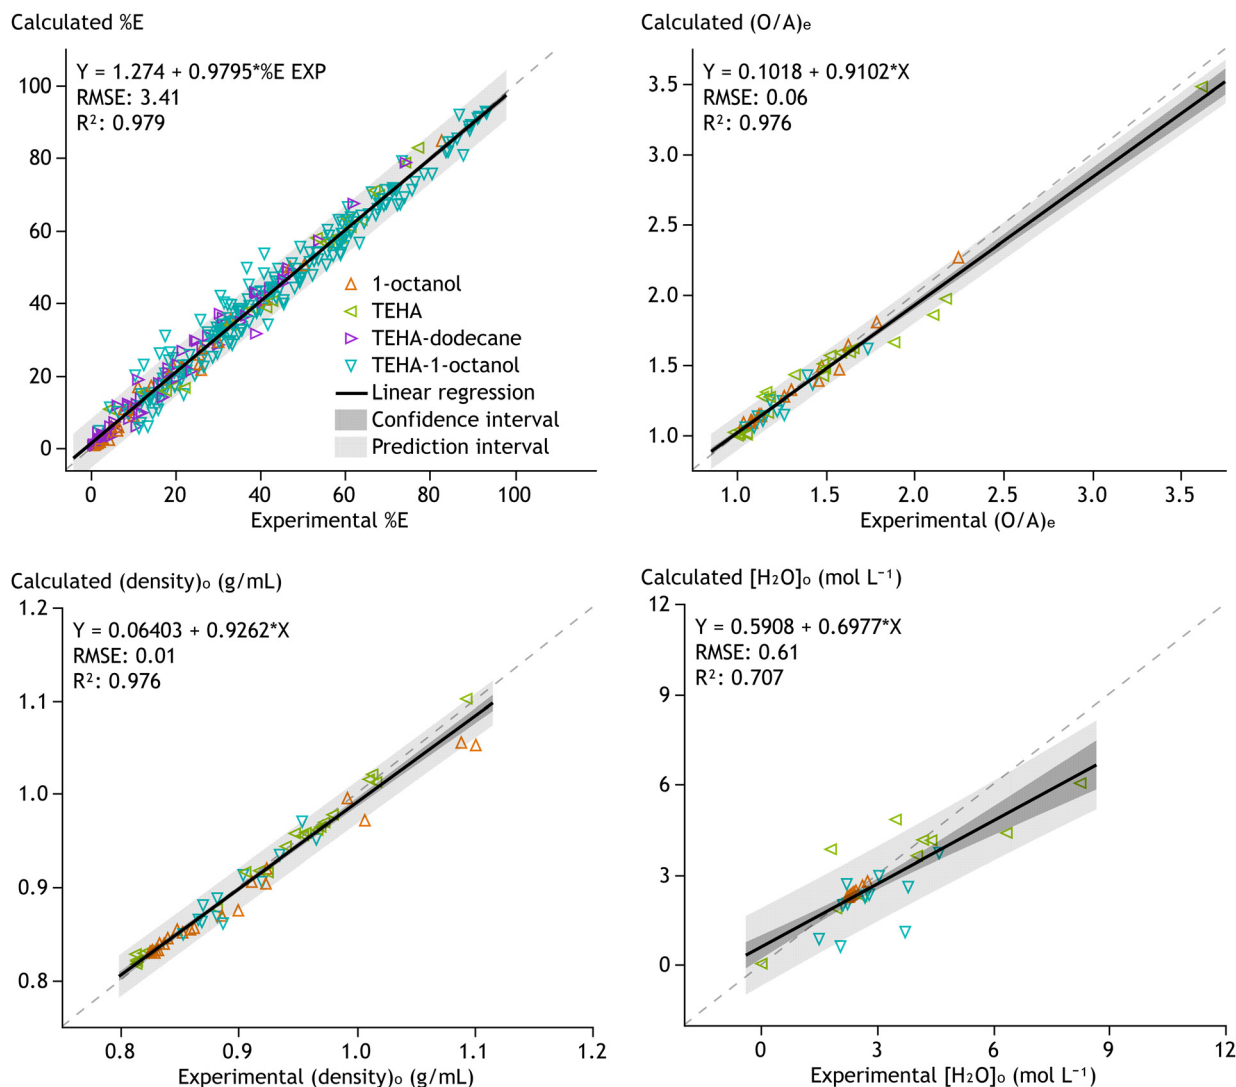 Calculated %E
Y = 1.274 + 0.9795*%E EXP
RMSE: 3.41
R²: 0.979
100
80
60
40
20
0
1-octanol
TEHA
TEHA-dodecane
TEHA-1-octanol
Linear regression
Confidence interval
Prediction interval
0 20 40 60 80 100
Experimental %E
Calculated (O/A)ₑ
Y = 0.1018 + 0.9102*X
RMSE: 0.06
R²: 0.976
3.5
3.0
2.5
2.0
1.5
1.0
1.0 1.5 2.0 2.5 3.0 3.5
Experimental (O/A)ₑ
Calculated (density)ₒ (g/mL)
1.2
Y = 0.06403 + 0.9262*X
RMSE: 0.01
R²: 0.976
1.1
1.0
0.9
0.8
0.8 0.9 1.0 1.1 1.2
Experimental (density)ₒ (g/mL)
Calculated [H₂O]ₒ (mol L⁻¹)
12
Y = 0.5908 + 0.6977*X
RMSE: 0.61
R²: 0.707
9
6
3
0
0 3 6 9 12
Experimental [H₂O]ₒ (mol L⁻¹)